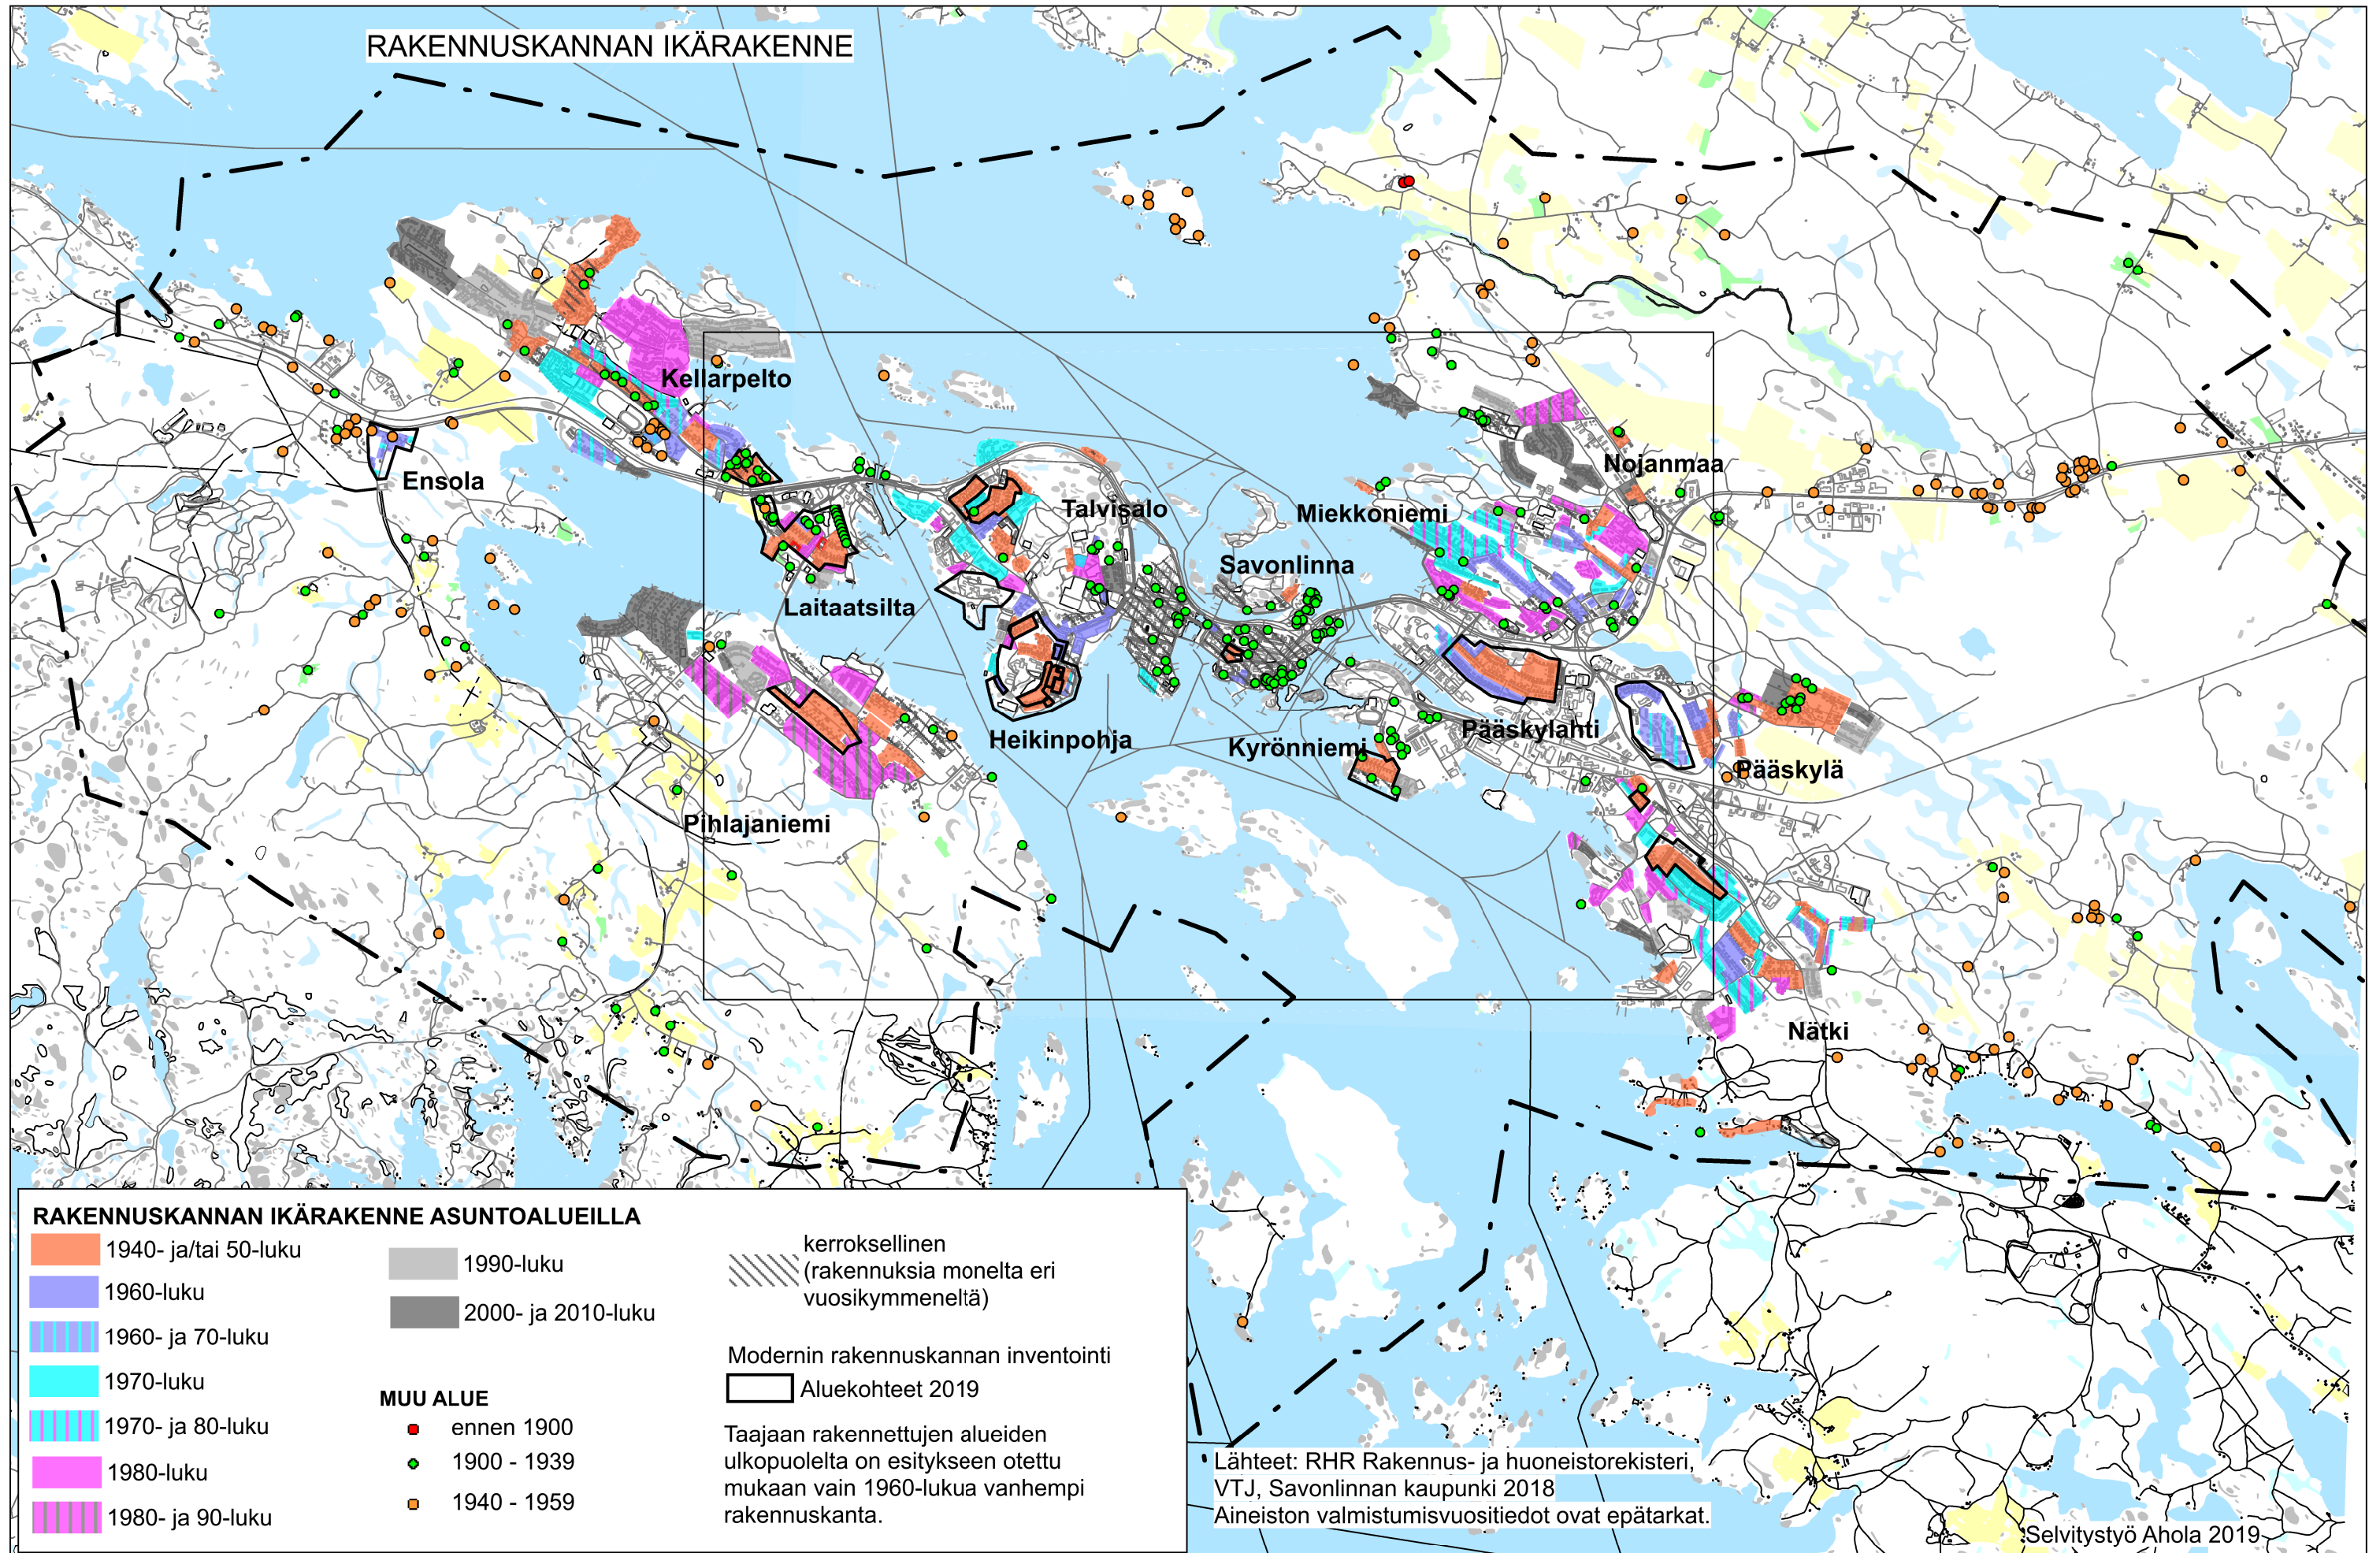 RAKENNUSKANNAN IKÄRAKENNE
Kellarpelto
Ensola
Nojanmaa
Talvisalo
Miekkoniemi
Savonlinna
Laitaatsilta
Heikinpohja
Kyrönniemi
Pääskylahti
Pääskylä
Pihlajaniemi
Nätki
RAKENNUSKANNAN IKÄRAKENNE ASUNTOALUEILLA
1940- ja/tai 50-luku
1960-luku
1960- ja 70-luku
1970-luku
1970- ja 80-luku
1980-luku
1980- ja 90-luku
1990-luku
2000- ja 2010-luku
MUU ALUE
ennen 1900
1900 - 1939
1940 - 1959
kerroksellinen
(rakennuksia monelta eri
vuosikymmeneltä)
Modernin rakennuskannan inventointi
Aluekohteet 2019
Taajaan rakennettujen alueiden
ulkopuolelta on esitykseen otettu
mukaan vain 1960-lukua vanhempi
rakennuskanta.
Lähteet: RHR Rakennus- ja huoneistorekisteri,
VTJ, Savonlinnan kaupunki 2018
Aineiston valmistumisvuositiedot ovat epätarkat.
Selvitystyö Ahola 2019